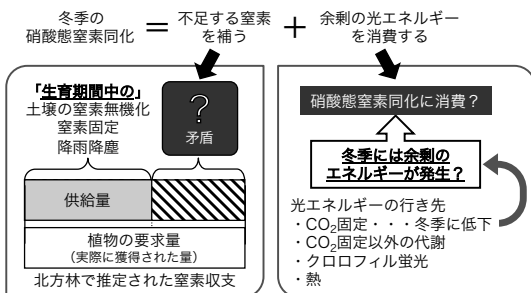 冬季の
硝酸態窒素同化
＝
不足する窒素
を補う
＋
余剰の光エネルギー
を消費する
「生育期間中の」
土壌の窒素無機化
窒素固定
降雨降塵
?
矛盾
供給量
植物の要求量
(実際に獲得された量)
北方林で推定された窒素収支
硝酸態窒素同化に消費？
冬季には余剰の
エネルギーが発生？
光エネルギーの行き先
・CO₂固定・・・冬季に低下
・CO₂固定以外の代謝
・クロロフィル蛍光
・熱